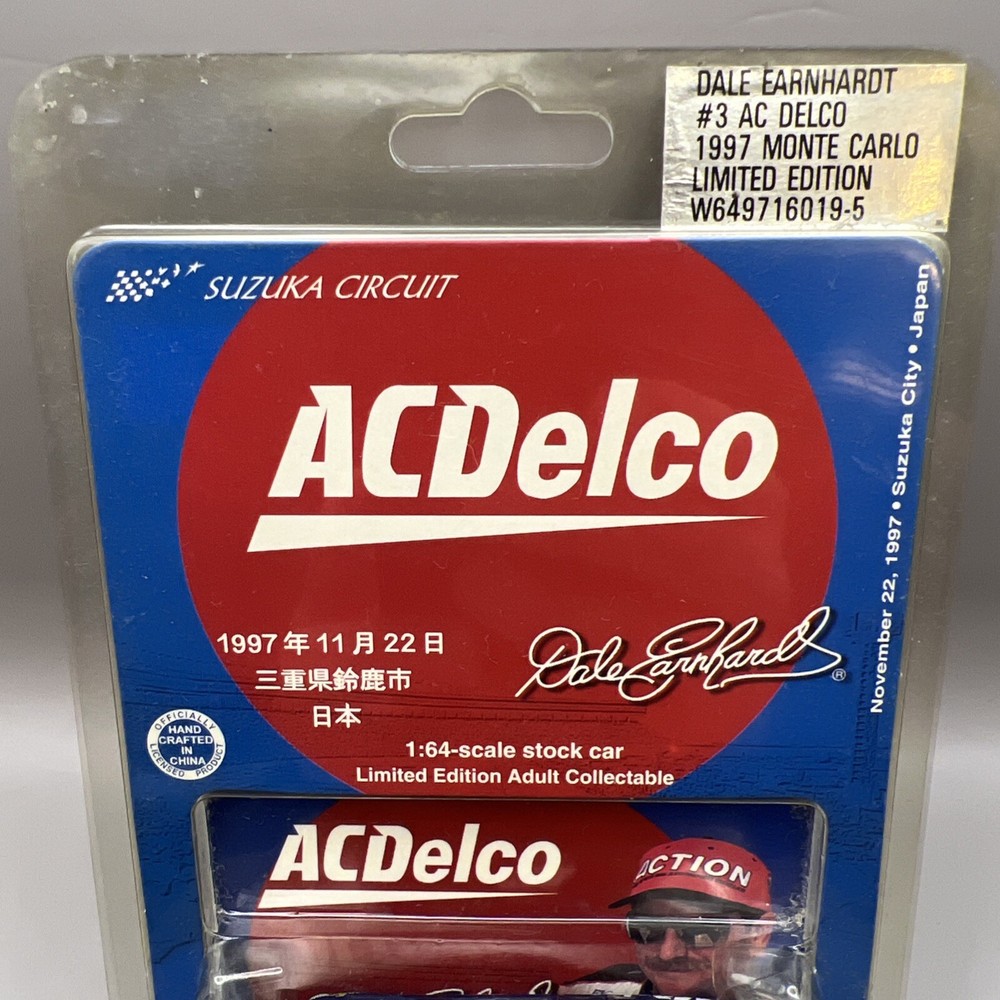 DALE EARNHARDT
#3 AC DELCO
1997 MONTE CARLO
LIMITED EDITION
W649716019-5
SUZUKA CIRCUIT
November 22, 1997 • Suzuka City • Japan
ACDelco
1997年11月22日
三重県鈴鹿市
日本
Dale Earnhardt ®
OFFICIALLY LICENSED PRODUCT
HAND
CRAFTED
IN
CHINA
1:64-scale stock car
Limited Edition Adult Collectable
ACDelco
ACTION